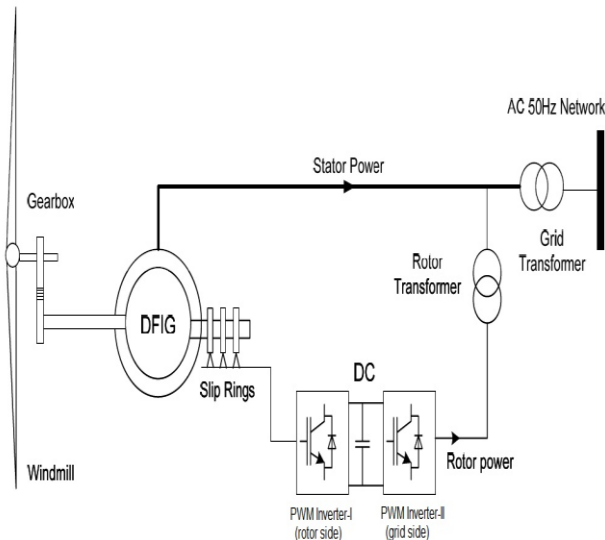 AC 50Hz Network
Stator Power
Gearbox
Grid
Transformer
Rotor
Transformer
DFIG
Slip Rings
DC
Rotor power
Windmill
PWM Inverter-I
(rotor side)
PWM Inverter-II
(grid side)